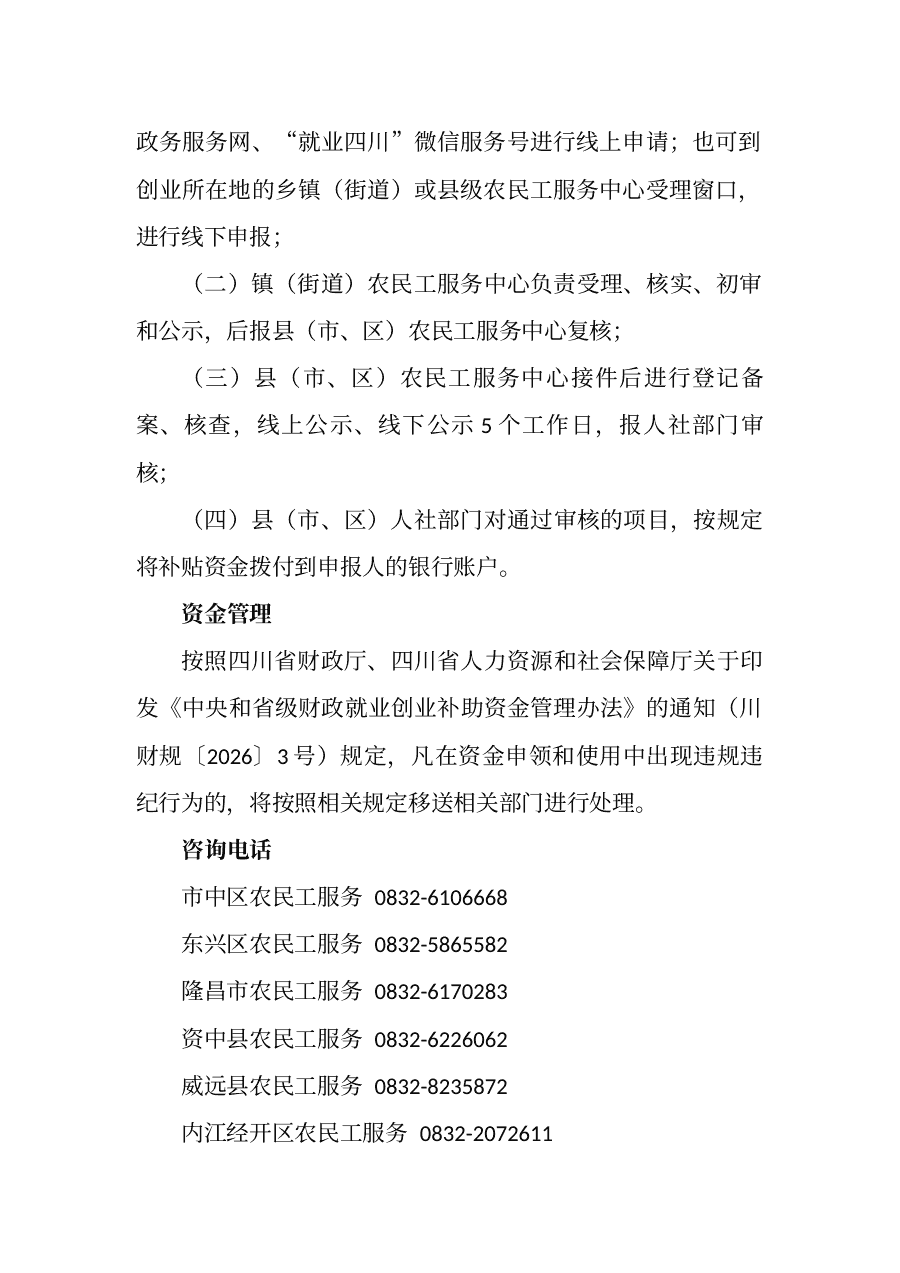 政务服务网、“就业四川”微信服务号进行线上申请；也可到
创业所在地的乡镇（街道）或县级农民工服务中心受理窗口，
进行线下申报；
（二）镇（街道）农民工服务中心负责受理、核实、初审
和公示，后报县（市、区）农民工服务中心复核；
（三）县（市、区）农民工服务中心接件后进行登记备
案、核查，线上公示、线下公示 5 个工作日，报人社部门审
核；
（四）县（市、区）人社部门对通过审核的项目，按规定
将补贴资金拨付到申报人的银行账户。
资金管理
按照四川省财政厅、四川省人力资源和社会保障厅关于印
发《中央和省级财政就业创业补助资金管理办法》的通知（川
财规〔2026〕3 号）规定，凡在资金申领和使用中出现违规违
纪行为的，将按照相关规定移送相关部门进行处理。
咨询电话
市中区农民工服务 0832-6106668
东兴区农民工服务 0832-5865582
隆昌市农民工服务 0832-6170283
资中县农民工服务 0832-6226062
威远县农民工服务 0832-8235872
内江经开区农民工服务 0832-2072611